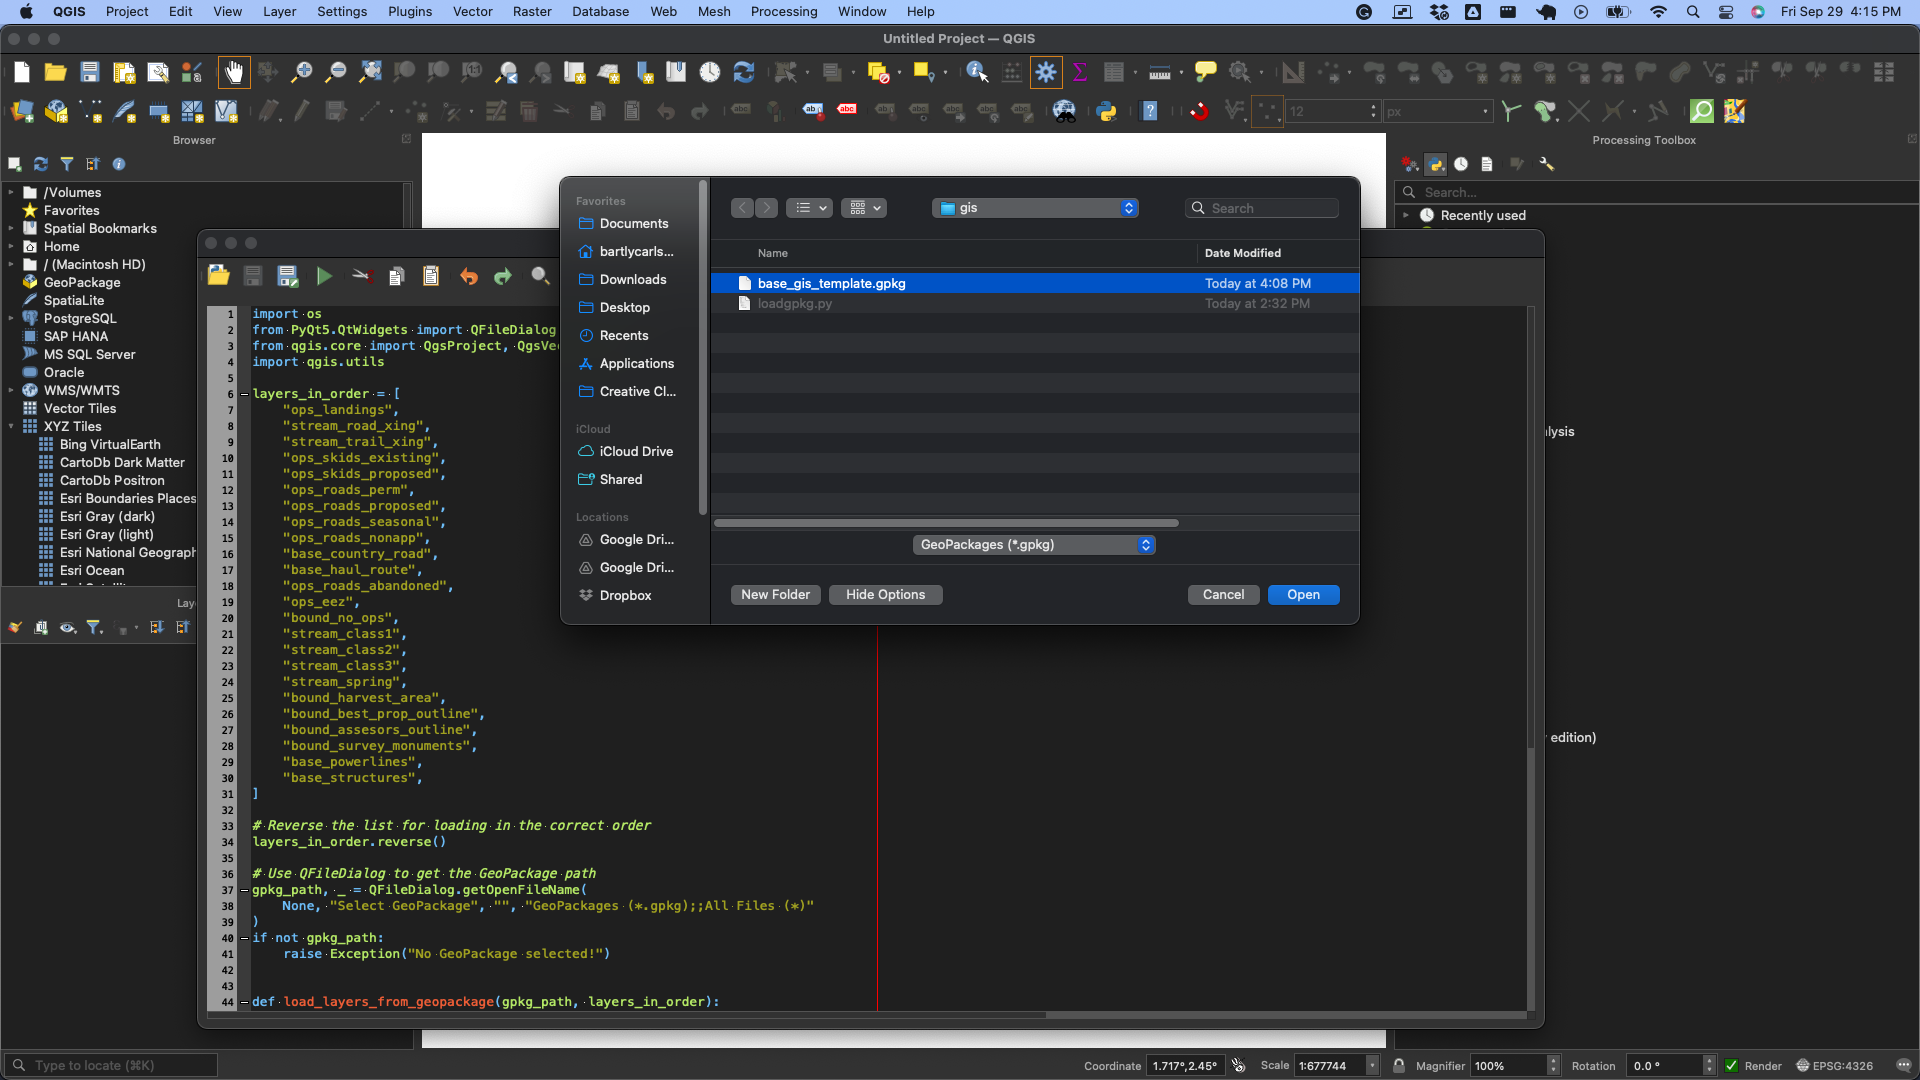 QGIS Project Edit View Layer Settings Plugins Vector Raster Database Web Mesh Processing Window Help Fri Sep 29 4:15 PM
Untitled Project — QGIS
12 px
Browser
/Volumes
Favorites
Spatial Bookmarks
Home
/ (Macintosh HD)
GeoPackage
SpatiaLite
PostgreSQL
SAP HANA
MS SQL Server
Oracle
WMS/WMTS
Vector Tiles
XYZ Tiles
Bing VirtualEarth
CartoDb Dark Matter
CartoDb Positron
Esri Boundaries Places
Esri Gray (dark)
Esri Gray (light)
Esri National Geograph
Esri Ocean
Lay
1 import os
2 from PyQt5.QtWidgets import QFileDialog
3 from qgis.core import QgsProject, QgsVe
4 import qgis.utils
5
6 layers_in_order = [
7 "ops_landings",
8 "stream_road_xing",
9 "stream_trail_xing",
10 "ops_skids_existing",
11 "ops_skids_proposed",
12 "ops_roads_perm",
13 "ops_roads_proposed",
14 "ops_roads_seasonal",
15 "ops_roads_nonapp",
16 "base_country_road",
17 "base_haul_route",
18 "ops_roads_abandoned",
19 "ops_eez",
20 "bound_no_ops",
21 "stream_class1",
22 "stream_class2",
23 "stream_class3",
24 "stream_spring",
25 "bound_harvest_area",
26 "bound_best_prop_outline",
27 "bound_assesors_outline",
28 "bound_survey_monuments",
29 "base_powerlines",
30 "base_structures",
31 ]
32
33 # Reverse the list for loading in the correct order
34 layers_in_order.reverse()
35
36 # Use QFileDialog to get the GeoPackage path
37 gpkg_path, _ = QFileDialog.getOpenFileName(
38 None, "Select GeoPackage", "", "GeoPackages (*.gpkg);;All Files (*)"
39 )
40 if not gpkg_path:
41 raise Exception("No GeoPackage selected!")
42
43
44 def load_layers_from_geopackage(gpkg_path, layers_in_order):
Favorites
Documents
bartlycarls...
Downloads
Desktop
Recents
Applications
Creative Cl...
iCloud
iCloud Drive
Shared
Locations
Google Dri...
Google Dri...
Dropbox
gis
Search
Name Date Modified
base_gis_template.gpkg Today at 4:08 PM
loadgpkg.py Today at 2:32 PM
GeoPackages (*.gpkg)
New Folder Hide Options Cancel Open
Processing Toolbox
Search...
Recently used
lysis
edition)
Type to locate (⌘K) Coordinate 1.717°,2.45° Scale 1:677744 Magnifier 100% Rotation 0.0 ° Render EPSG:4326